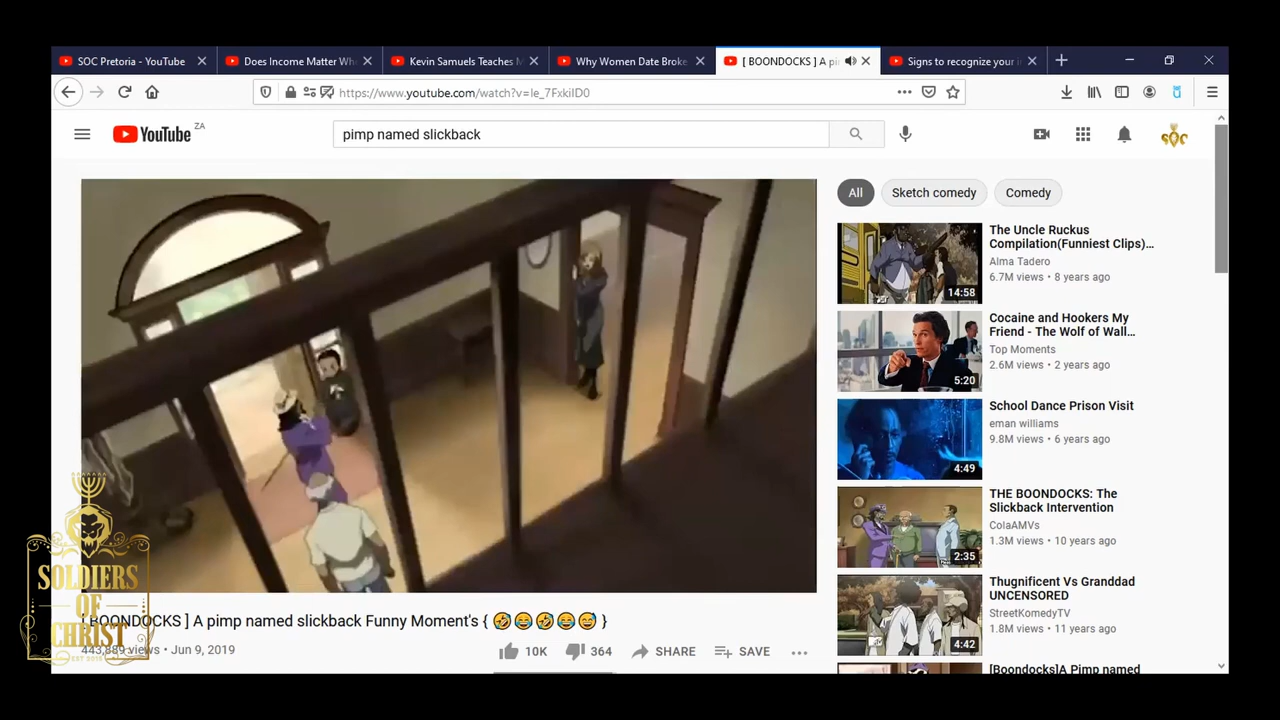 SOC Pretoria - YouTube
Does Income Matter Wh
Kevin Samuels Teaches M
Why Women Date Broke
[ BOONDOCKS ] A pi
Signs to recognize your i
https://www.youtube.com/watch?v=Ie_7FxkiID0
YouTube ZA
pimp named slickback
SOC
All
Sketch comedy
Comedy
The Uncle Ruckus
Compilation(Funniest Clips)...
Alma Tadero
6.7M views • 8 years ago
14:58
Cocaine and Hookers My
Friend - The Wolf of Wall...
Top Moments
2.6M views • 2 years ago
5:20
School Dance Prison Visit
eman williams
9.8M views • 6 years ago
4:49
THE BOONDOCKS: The
Slickback Intervention
ColaAMVs
1.3M views • 10 years ago
2:35
Thugnificent Vs Granddad
UNCENSORED
StreetKomedyTV
1.8M views • 11 years ago
4:42
[Boondocks]A Pimp named
SOLDIERS
OF
CHRIST
[ BOONDOCKS ] A pimp named slickback Funny Moment's { 🤣😂🤣😂😅 }
443,889 views • Jun 9, 2019
10K
364
SHARE
SAVE